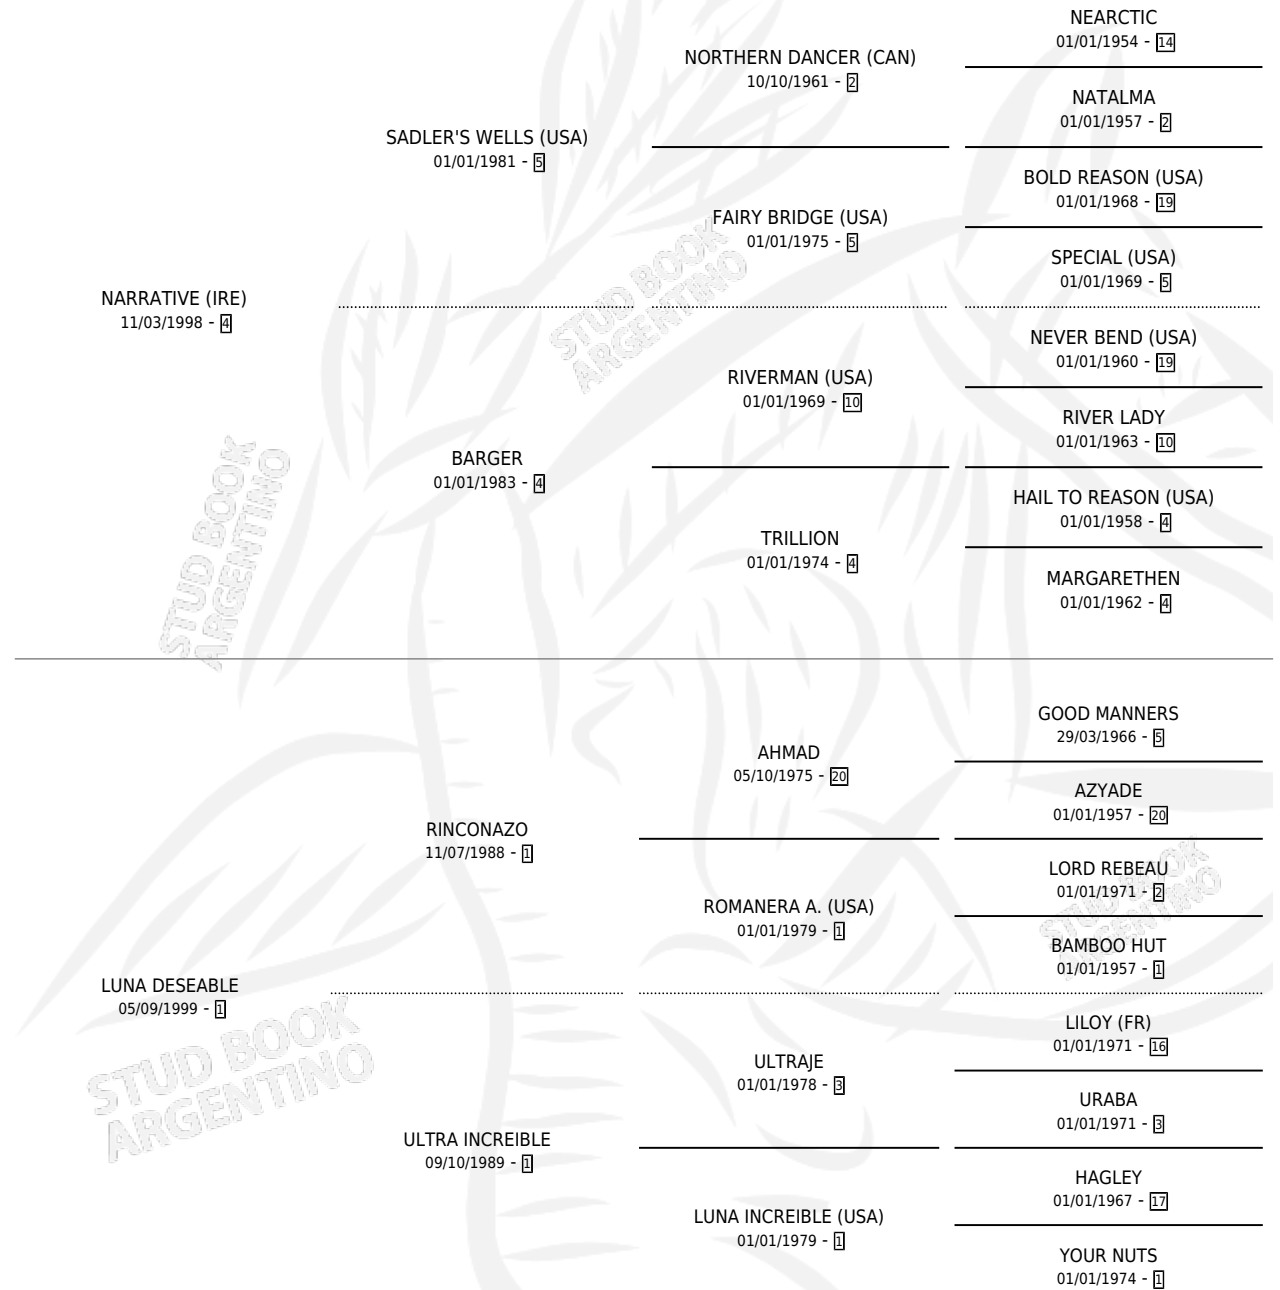 NEARCTIC
01/01/1954 - 14
NORTHERN DANCER (CAN)
10/10/1961 - 2
NATALMA
01/01/1957 - 2
SADLER'S WELLS (USA)
01/01/1981 - 5
BOLD REASON (USA)
01/01/1968 - 19
FAIRY BRIDGE (USA)
01/01/1975 - 5
SPECIAL (USA)
01/01/1969 - 5
NARRATIVE (IRE)
11/03/1998 - 4
STUD BOOK
ARGENTINO
NEVER BEND (USA)
01/01/1960 - 19
RIVERMAN (USA)
01/01/1969 - 10
RIVER LADY
01/01/1963 - 10
BARGER
01/01/1983 - 4
HAIL TO REASON (USA)
01/01/1958 - 4
TRILLION
01/01/1974 - 4
MARGARETHEN
01/01/1962 - 4
STUD BOOK
ARGENTINO
GOOD MANNERS
29/03/1966 - 5
AHMAD
05/10/1975 - 20
AZYADE
01/01/1957 - 20
RINCONAZO
11/07/1988 - 1
LORD REBEAU
01/01/1971 - 2
ROMANERA A. (USA)
01/01/1979 - 1
STUD BOOK
ARGENTINO
BAMBOO HUT
01/01/1957 - 1
LUNA DESEABLE
05/09/1999 - 1
LILOY (FR)
01/01/1971 - 16
STUD BOOK
ARGENTINO
ULTRAJE
01/01/1978 - 3
URABA
01/01/1971 - 3
ULTRA INCREIBLE
09/10/1989 - 1
HAGLEY
01/01/1967 - 17
LUNA INCREIBLE (USA)
01/01/1979 - 1
YOUR NUTS
01/01/1974 - 1